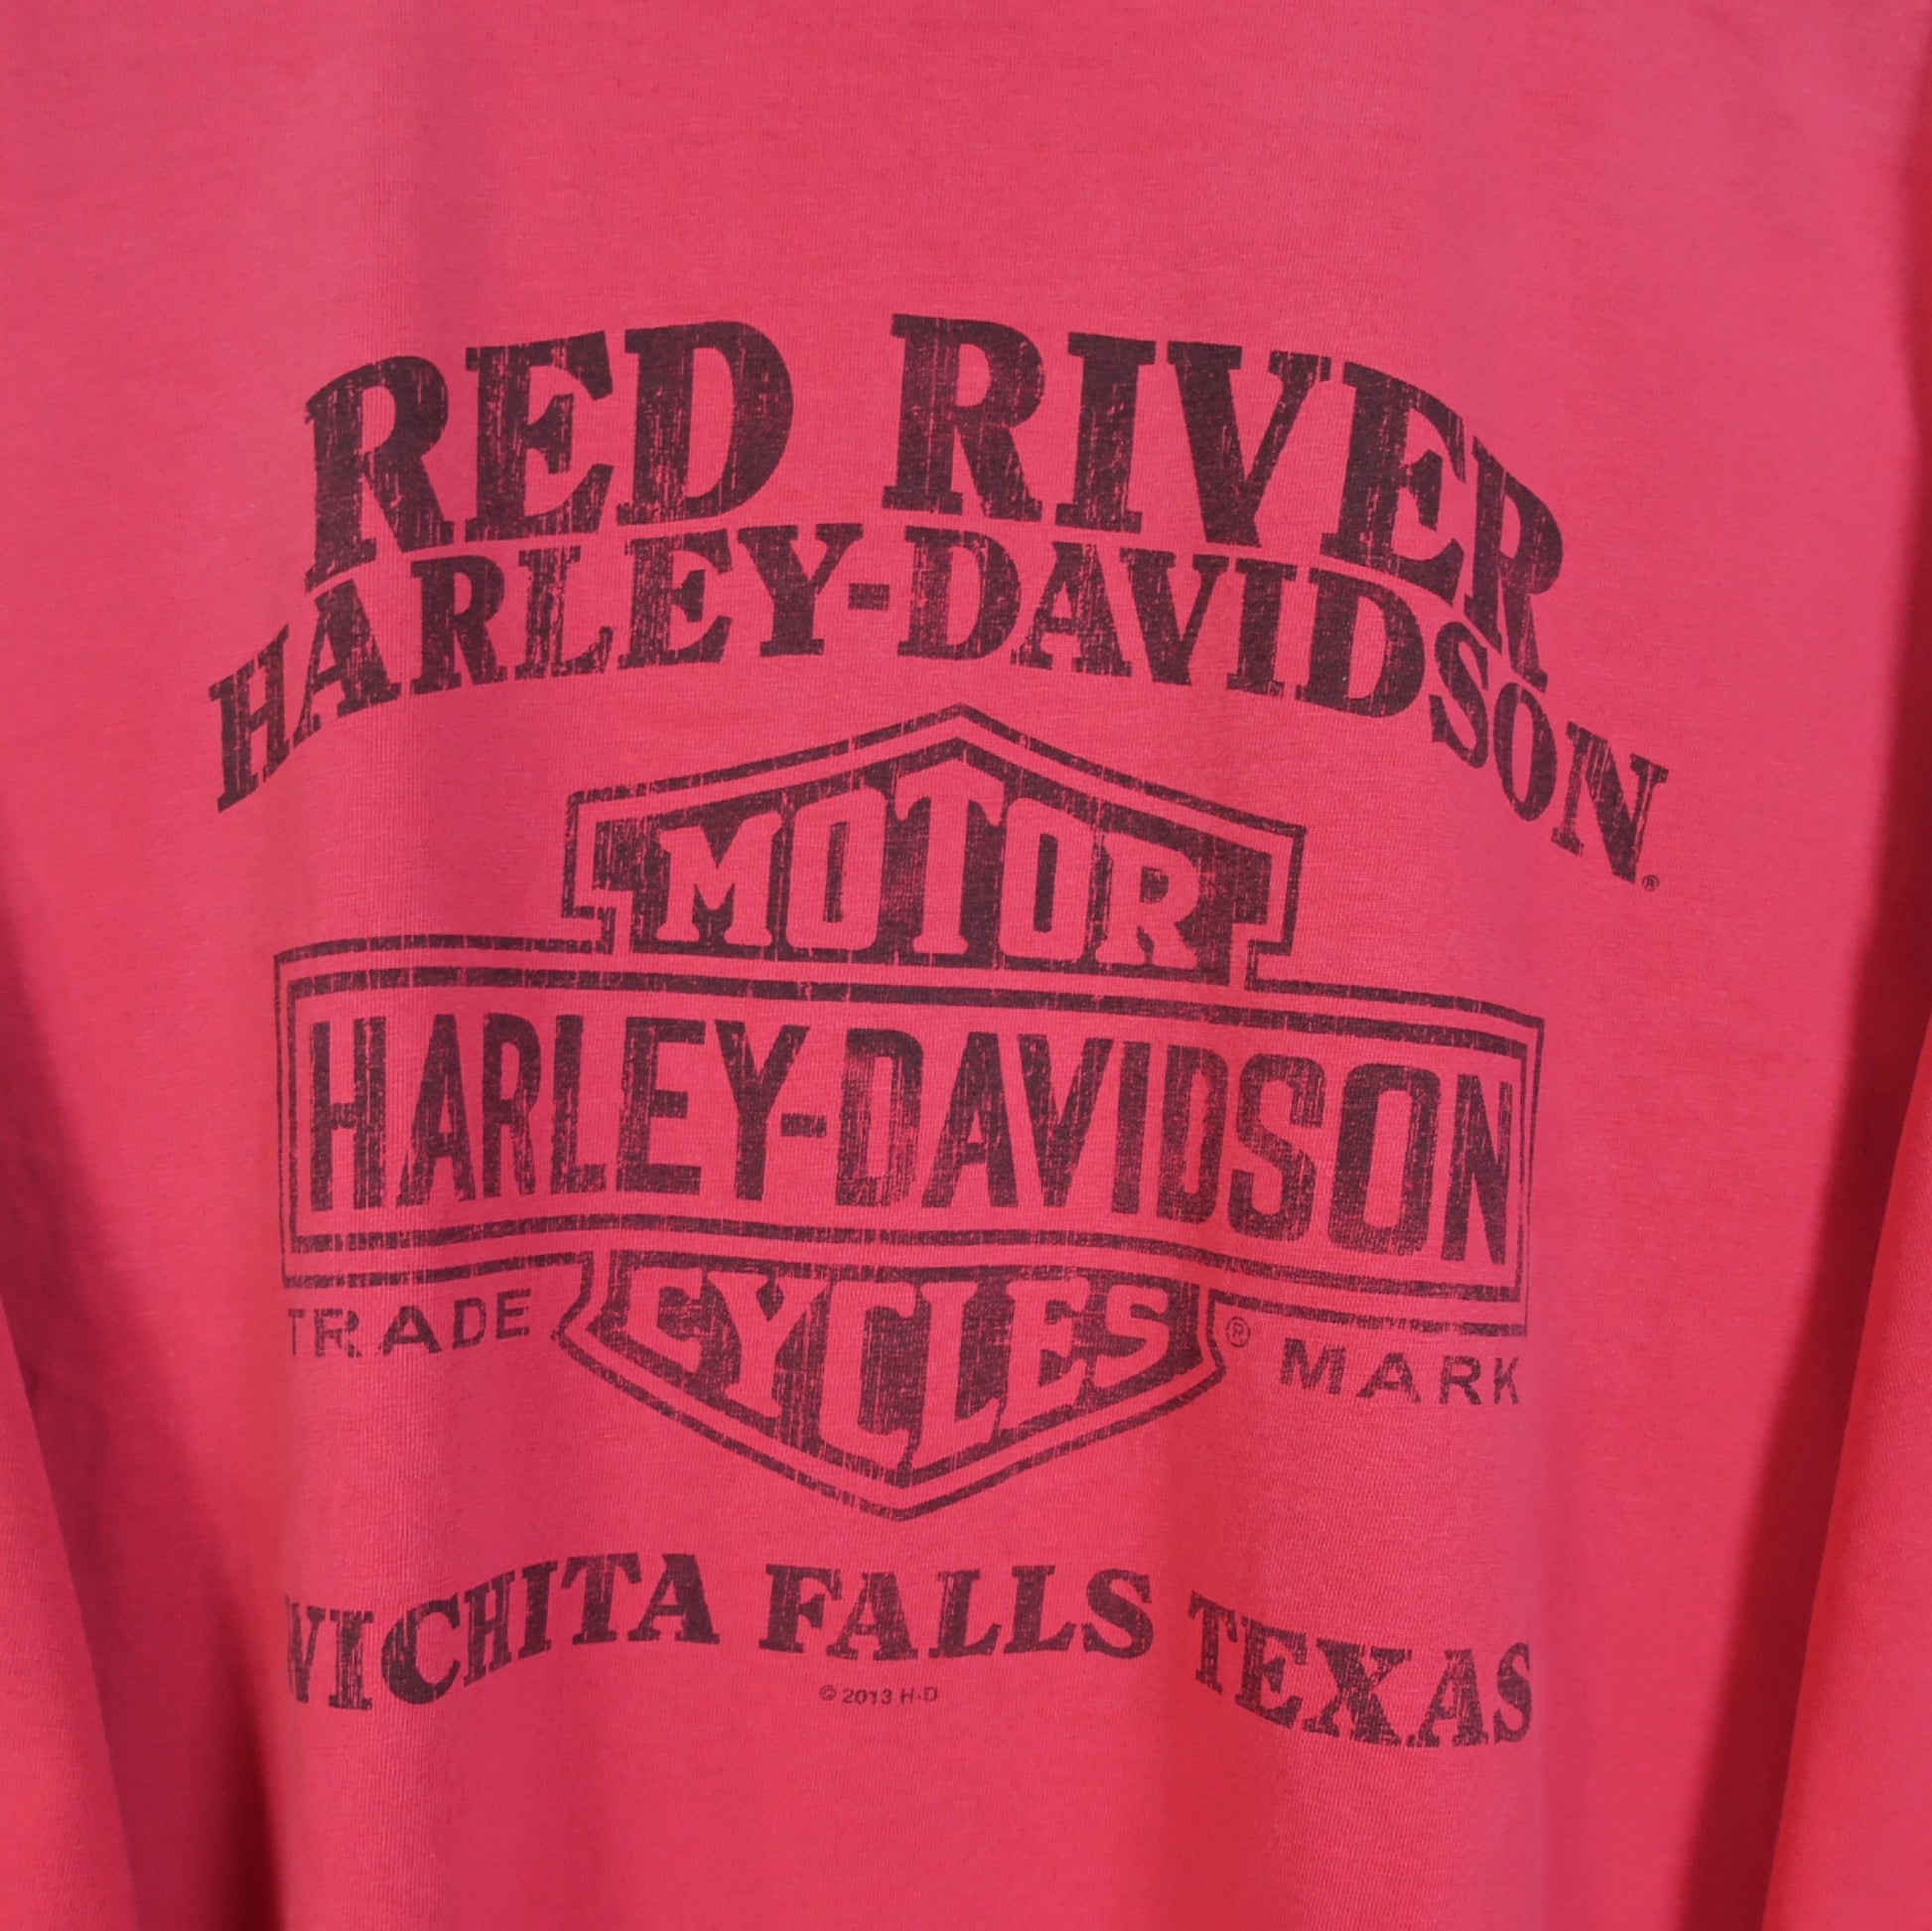 RED RIVER
HARLEY-DAVIDSON®
MOTOR
HARLEY-DAVIDSON
CYCLES
TRADE ® MARK
WICHITA FALLS TEXAS
© 2013 H-D